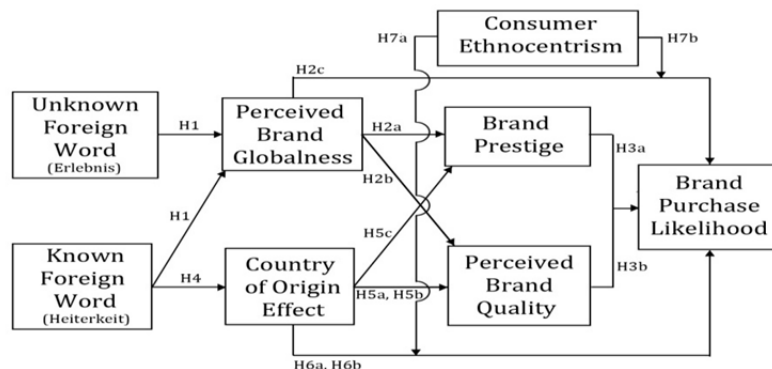 Consumer
Ethnocentrism
H7a
H7b
H2c
Unknown
Foreign
Word
(Erlebnis)
H1
Perceived
Brand
Globalness
H2a
Brand
Prestige
H3a
H2b
Brand
Purchase
Likelihood
H1
H5c
Known
Foreign
Word
(Heiterkeit)
H4
Country
of Origin
Effect
H5a, H5b
Perceived
Brand
Quality
H3b
H6a, H6b